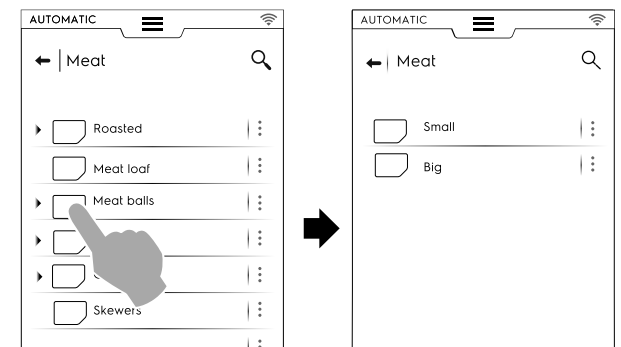 AUTOMATIC
Meat
Roasted
Meat loaf
Meat balls
Skewers
AUTOMATIC
Meat
Small
Big